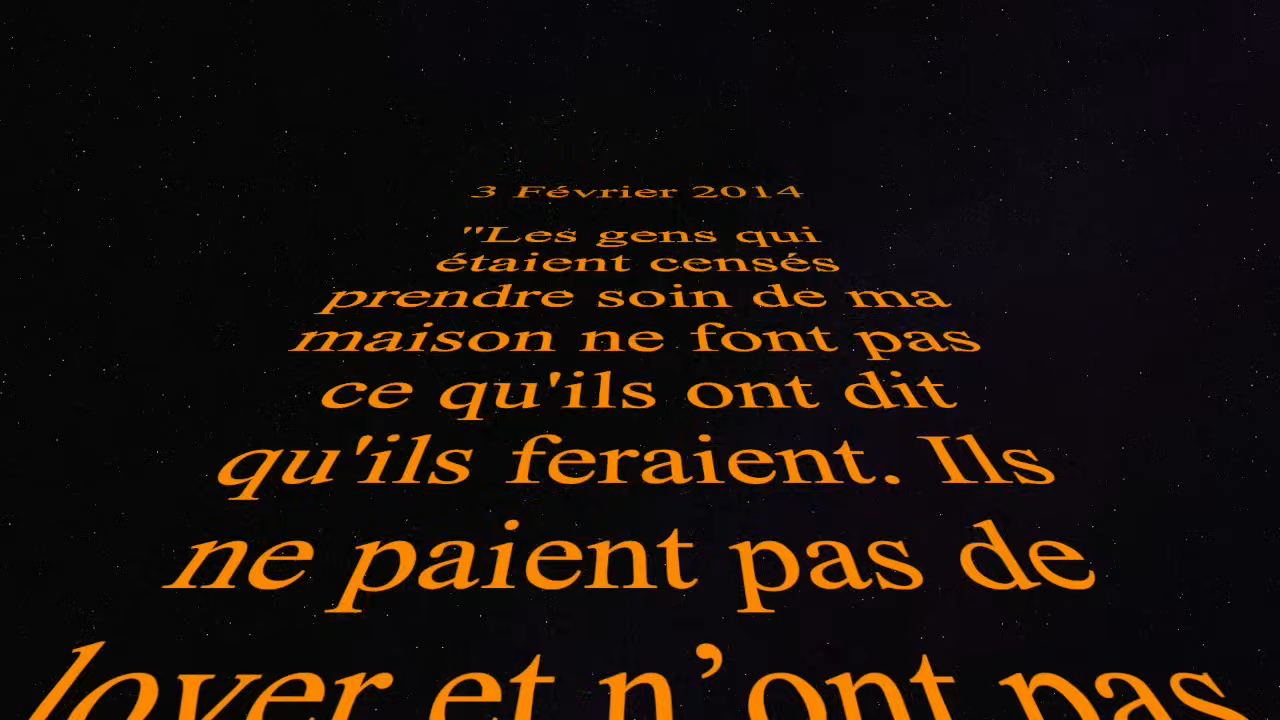 3 Février 2014
"Les gens qui
étaient censés
prendre soin de ma
maison ne font pas
ce qu'ils ont dit
qu'ils feraient. Ils
ne paient pas de
loyer et n’ont pas